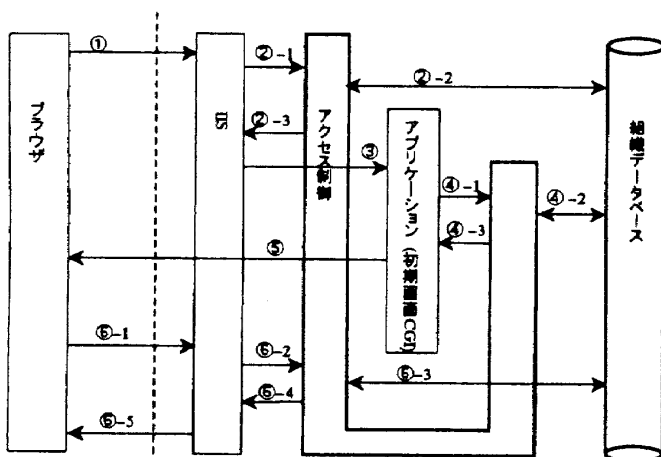 ①
②-1
②-2
②-3
③
④-1
④-2
④-3
⑤
⑥-1
⑥-2
⑥-3
⑥-4
⑥-5
ブラウザ
IIS
アクセス制御
アプリケーション(初期画面CGI)
組織データベース